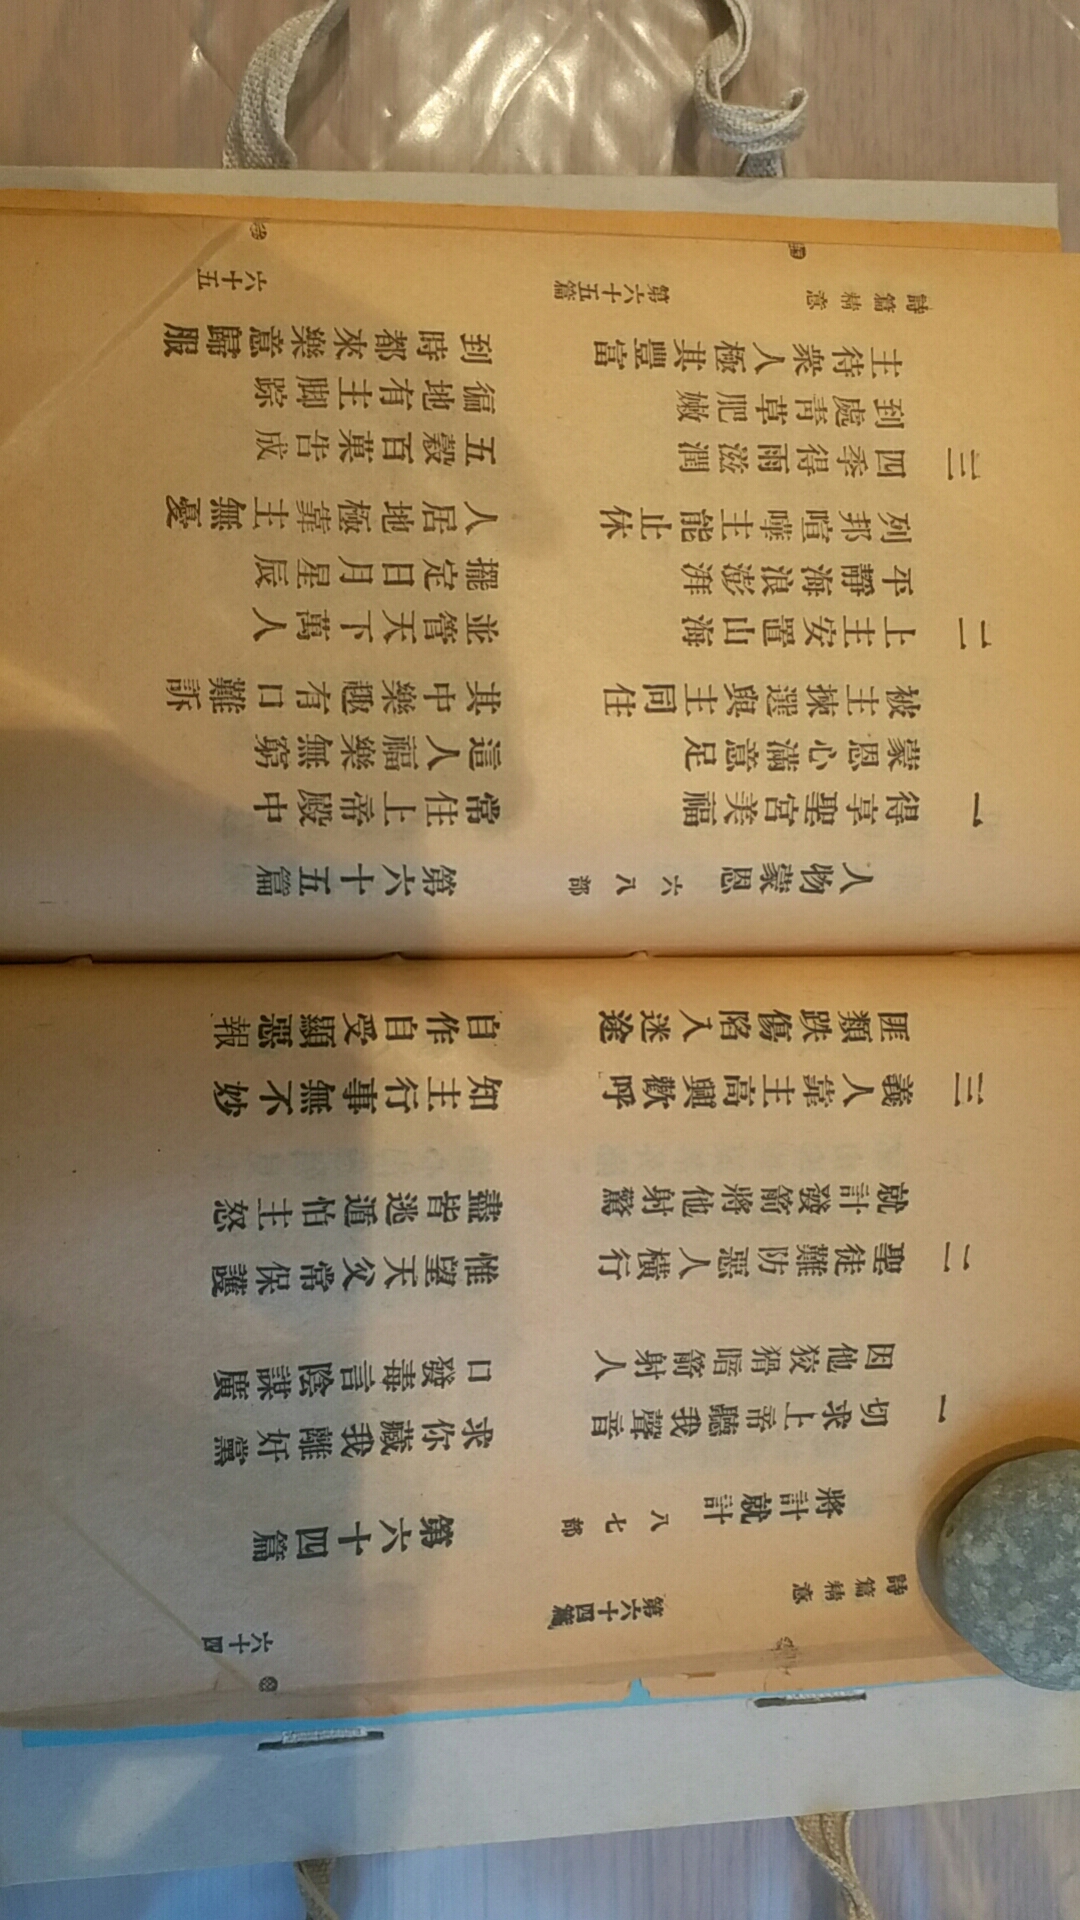 詩篇精意 第六十四篇 六十四
將計就計 八七部 第六十四篇
一 切求上帝聽我聲音 求你藏我離奸黨
因他狡猾暗箭射人 口發毒言陰謀廣
二 聖徒難防惡人橫行 惟望天父常保護
就計發箭將他射驚 盡皆逃遁怕主怒
三 義人靠主高興歡呼 知主行事無不妙
匪類跌傷陷入迷途 自作自受顯惡報
人物蒙恩 六八部 第六十五篇
一 得享聖宮美福 常住上帝殿中
蒙恩心滿意足 這人福樂無窮
被主揀選與主同住 其中樂趣有口難訴
二 上主安置山海 並管天下萬人
平靜海浪澎湃 擺定日月星辰
列邦喧嘩主能止休 人居地極靠主無憂
三 四季得雨滋潤 五穀百菓告成
到處靑草肥嫩 徧地有主脚踪
主待衆人極其豐富 到時都來樂意歸服
詩篇精意 第六十五篇 六十五